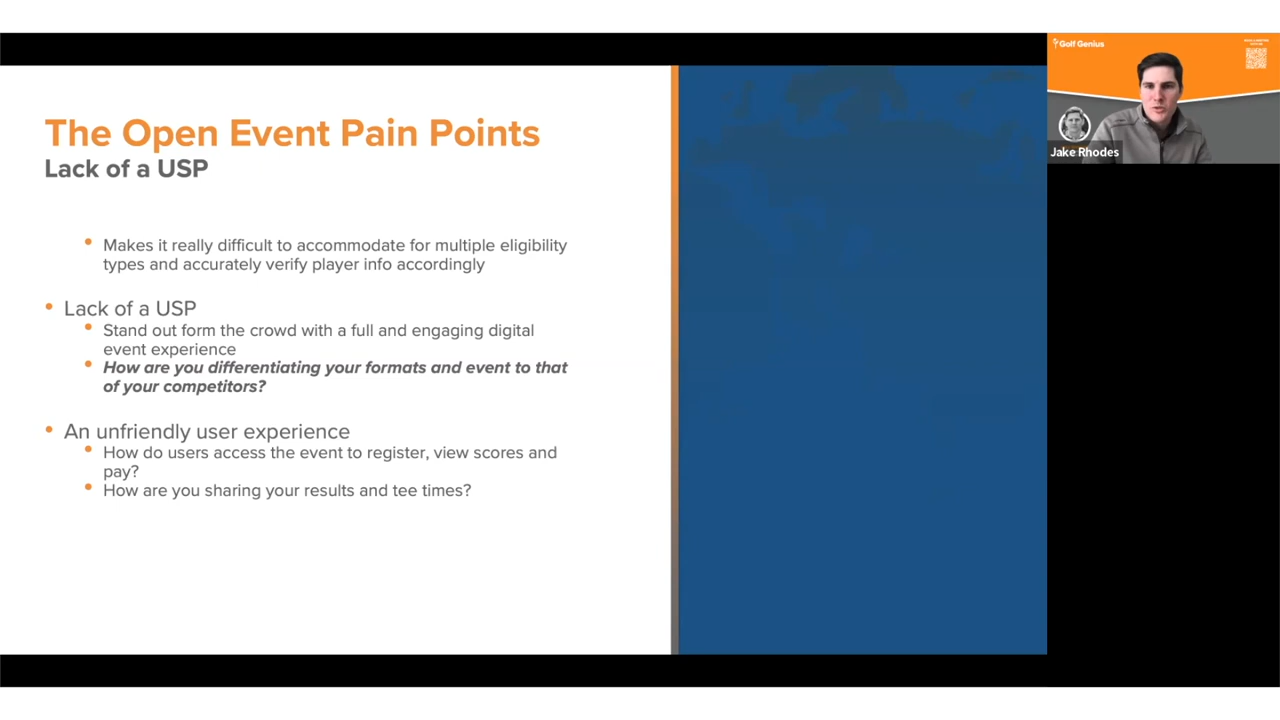 The Open Event Pain Points
Lack of a USP
Makes it really difficult to accommodate for multiple eligibility
types and accurately verify player info accordingly
Lack of a USP
Stand out form the crowd with a full and engaging digital
event experience
How are you differentiating your formats and event to that
of your competitors?
An unfriendly user experience
How do users access the event to register, view scores and
pay?
How are you sharing your results and tee times?
Golf Genius
Jake Rhodes